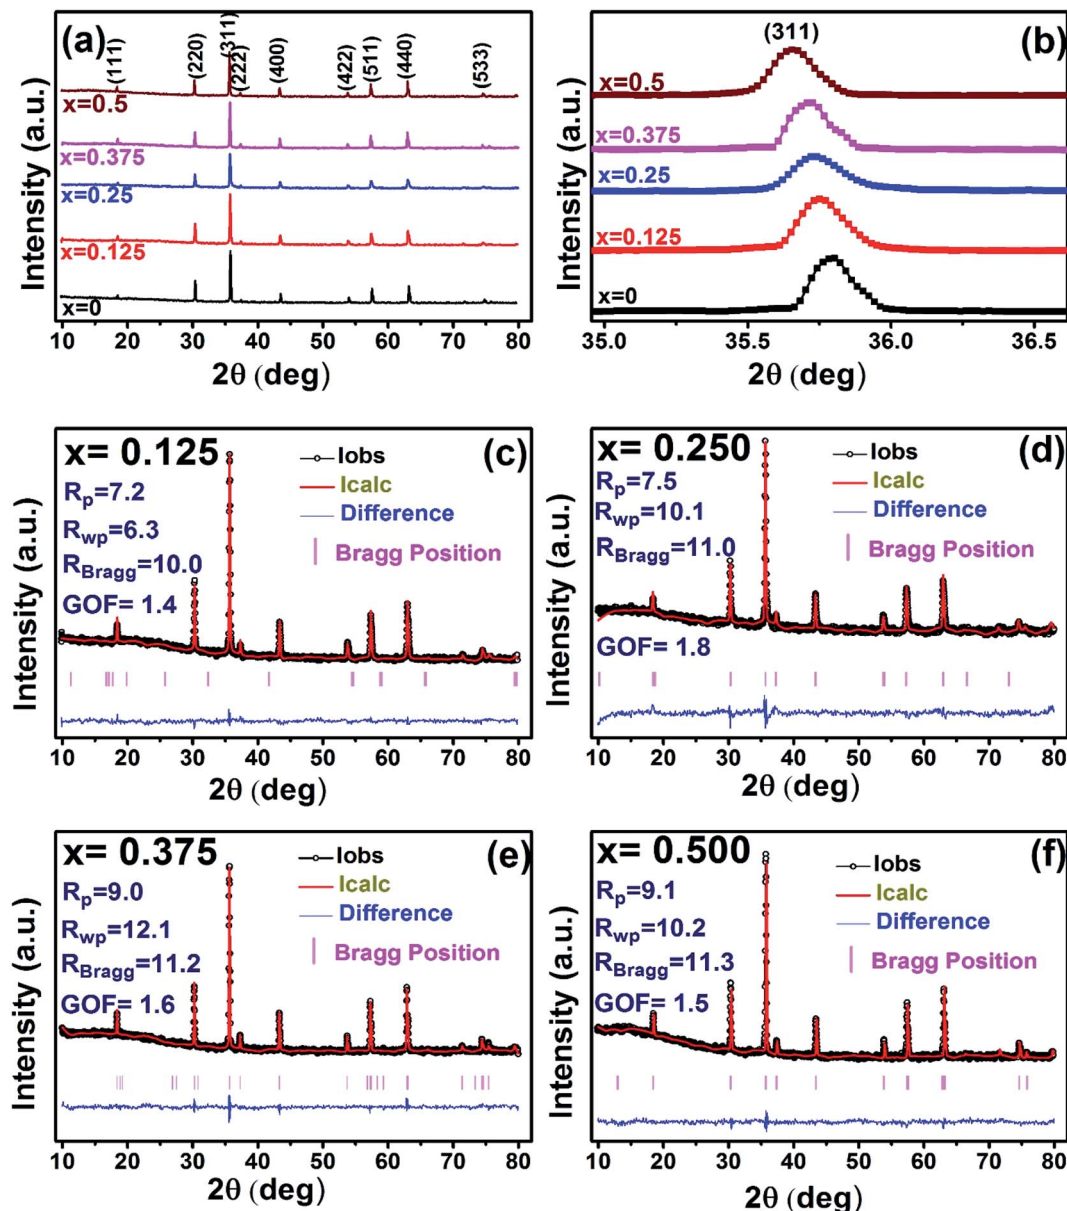 (a)
(111)
(220)
(311)
(222)
(400)
(422)
(511)
(440)
(533)
x=0.5
x=0.375
x=0.25
x=0.125
x=0
Intensity (a.u.)
10 20 30 40 50 60 70 80
2θ (deg)
(b)
(311)
x=0.5
x=0.375
x=0.25
x=0.125
x=0
Intensity (a.u.)
35.0 35.5 36.0 36.5
2θ (deg)
x= 0.125
(c)
Rp=7.2
Rwp=6.3
RBragg=10.0
GOF= 1.4
Iobs
Icalc
Difference
Bragg Position
Intensity (a.u.)
10 20 30 40 50 60 70 80
2θ (deg)
x= 0.250
(d)
Rp=7.5
Rwp=10.1
RBragg=11.0
GOF= 1.8
Iobs
Icalc
Difference
Bragg Position
Intensity (a.u.)
10 20 30 40 50 60 70 80
2θ (deg)
x= 0.375
(e)
Rp=9.0
Rwp=12.1
RBragg=11.2
GOF= 1.6
Iobs
Icalc
Difference
Bragg Position
Intensity (a.u.)
10 20 30 40 50 60 70 80
2θ (deg)
x= 0.500
(f)
Rp=9.1
Rwp=10.2
RBragg=11.3
GOF= 1.5
Iobs
Icalc
Difference
Bragg Position
Intensity (a.u.)
10 20 30 40 50 60 70 80
2θ (deg)